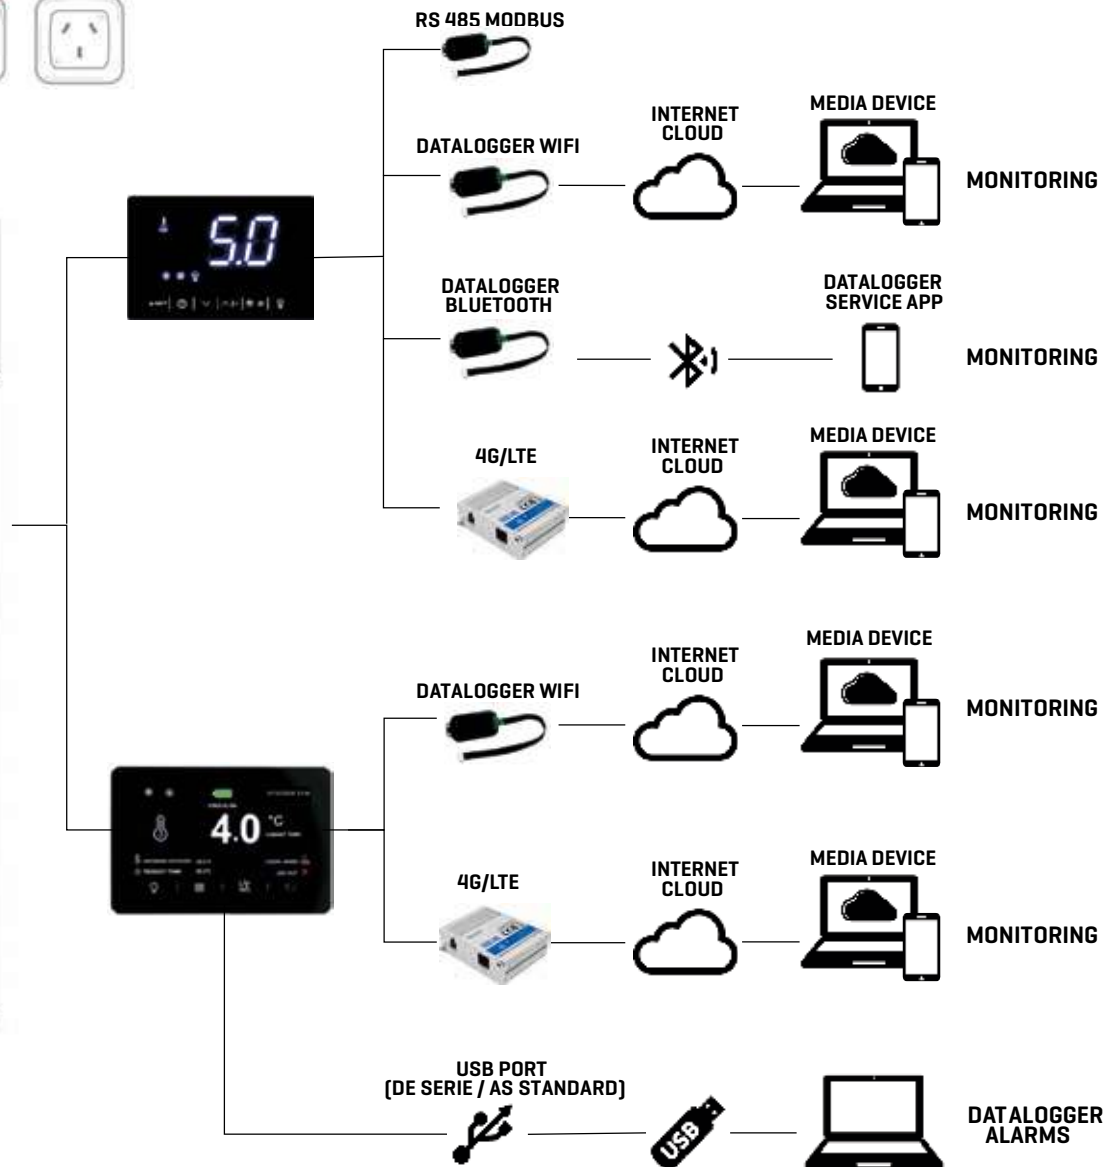 RS 485 MODBUS
DATALOGGER WIFI
INTERNET
CLOUD
MEDIA DEVICE
MONITORING
5.0
DATALOGGER
BLUETOOTH
DATALOGGER
SERVICE APP
MONITORING
4G/LTE
INTERNET
CLOUD
MEDIA DEVICE
MONITORING
DATALOGGER WIFI
INTERNET
CLOUD
MEDIA DEVICE
MONITORING
4.0 °C
4G/LTE
INTERNET
CLOUD
MEDIA DEVICE
MONITORING
USB PORT
(DE SERIE / AS STANDARD)
USB
DATALOGGER
ALARMS